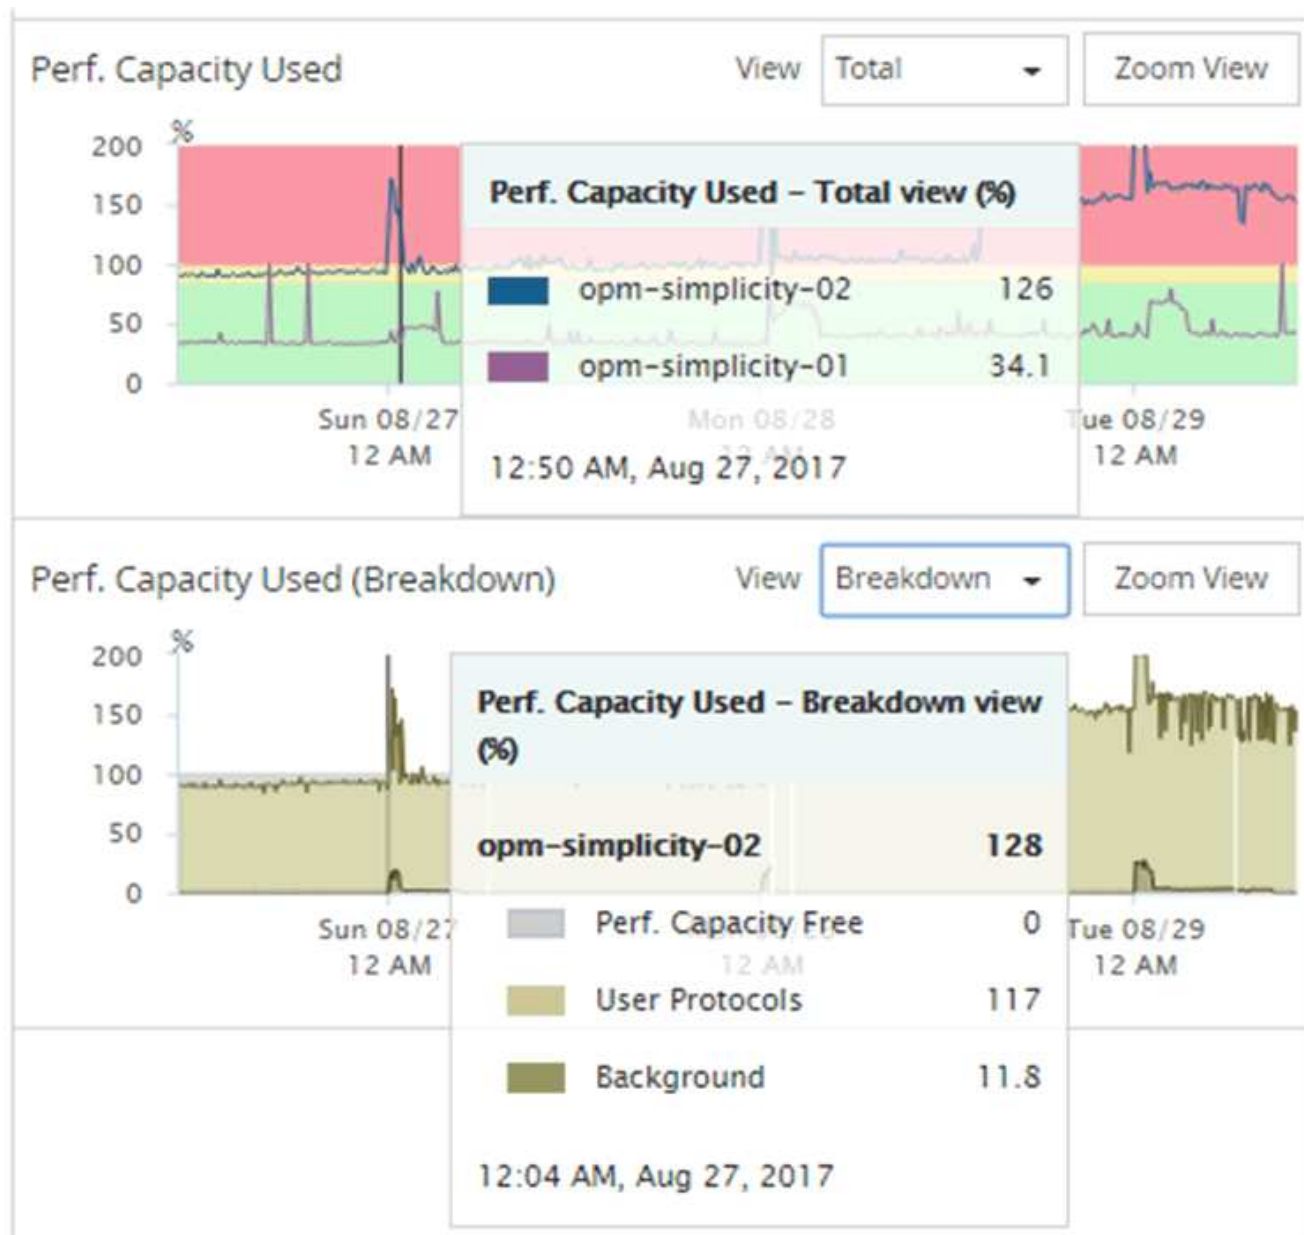 Perf. Capacity Used View Total Zoom View
%
200
150
100
50
0
Perf. Capacity Used - Total view (%)
opm-simplicity-02 126
opm-simplicity-01 34.1
12:50 AM, Aug 27, 2017
Sun 08/27 Mon 08/28 Tue 08/29
12 AM 12 AM 12 AM
Perf. Capacity Used (Breakdown) View Breakdown Zoom View
%
200
150
100
50
0
Perf. Capacity Used - Breakdown view
(%)
opm-simplicity-02 128
Perf. Capacity Free 0
User Protocols 117
Background 11.8
12:04 AM, Aug 27, 2017
Sun 08/27 Tue 08/29
12 AM 12 AM 12 AM